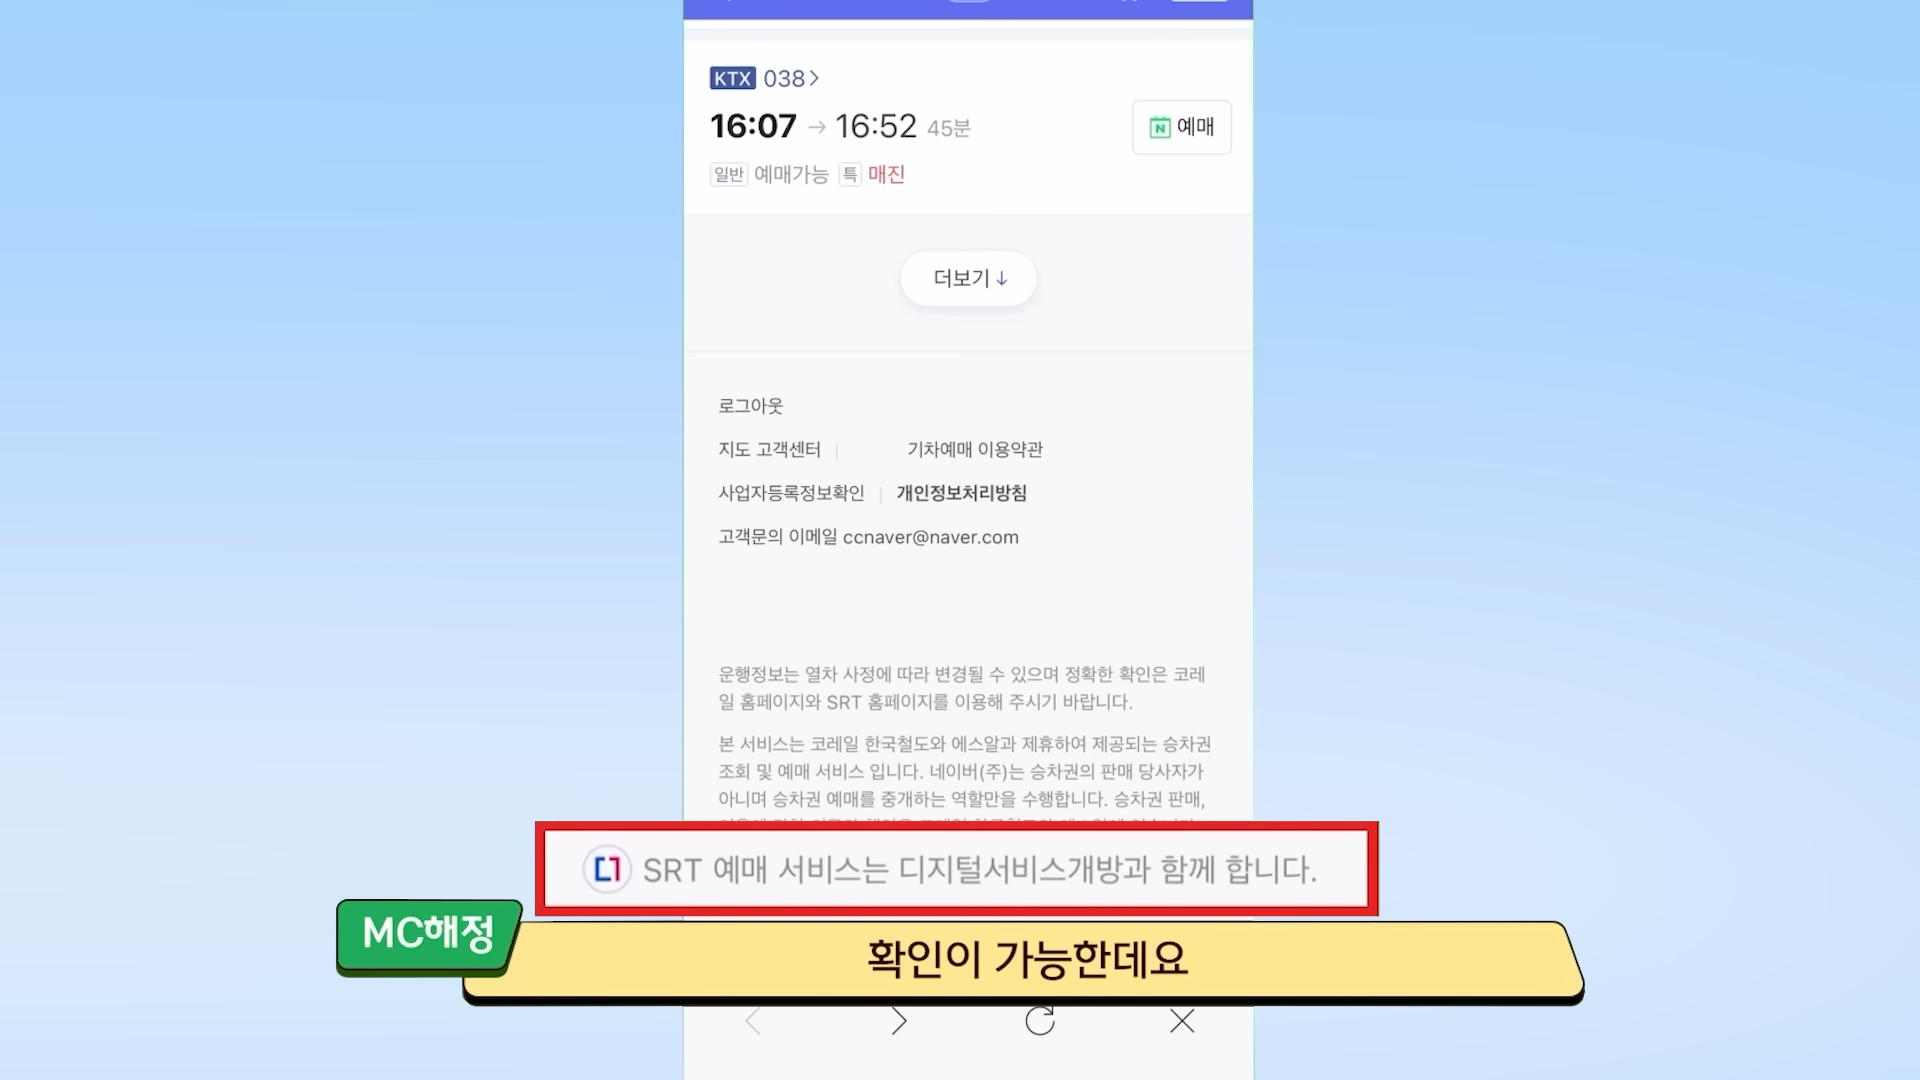 KTX 038>
16:07 → 16:52 45분
N 예매
일반 예매가능 특 매진
더보기 ↓
로그아웃
지도 고객센터 | 기차예매 이용약관
사업자등록정보확인 | 개인정보처리방침
고객문의 이메일 ccnaver@naver.com
운행정보는 열차 사정에 따라 변경될 수 있으며 정확한 확인은 코레
일 홈페이지와 SRT 홈페이지를 이용해 주시기 바랍니다.
본 서비스는 코레일 한국철도와 에스알과 제휴하여 제공되는 승차권
조회 및 예매 서비스 입니다. 네이버(주)는 승차권의 판매 당사자가
아니며 승차권 예매를 중개하는 역할만을 수행합니다. 승차권 판매,
SRT 예매 서비스는 디지털서비스개방과 함께 합니다.
MC해정
확인이 가능한데요